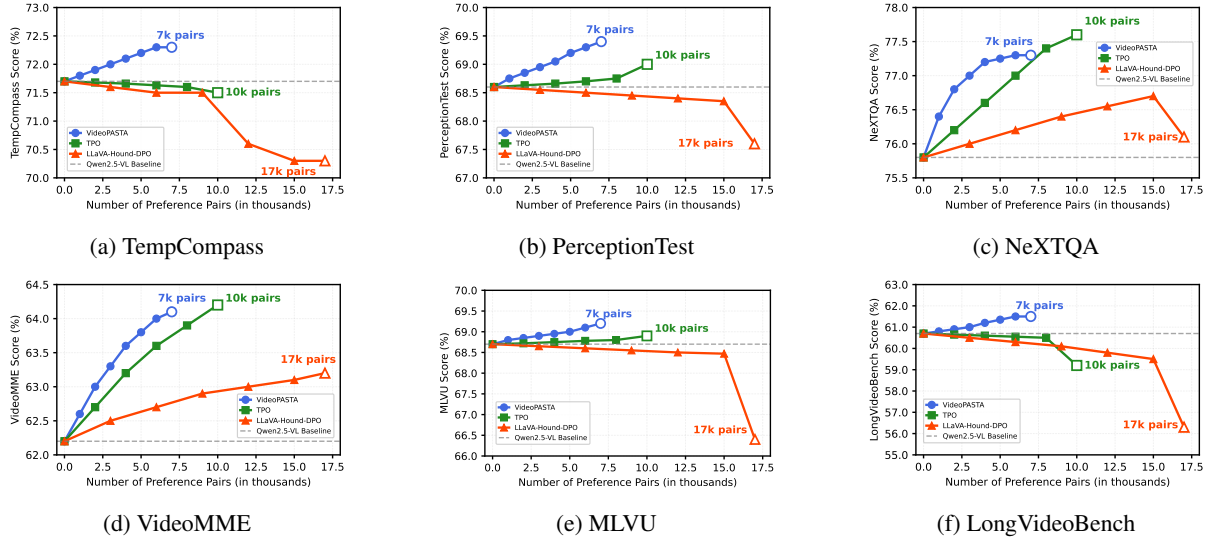 73.0
72.5
72.0
71.5
71.0
70.5
70.0
TempCompass Score (%)
7k pairs
10k pairs
17k pairs
VideoPASTA
TPO
LLaVA-Hound-DPO
Qwen2.5-VL Baseline
0.0 2.5 5.0 7.5 10.0 12.5 15.0 17.5
Number of Preference Pairs (in thousands)
(a) TempCompass
70.0
69.5
69.0
68.5
68.0
67.5
67.0
PerceptionTest Score (%)
7k pairs
10k pairs
17k pairs
VideoPASTA
TPO
LLaVA-Hound-DPO
Qwen2.5-VL Baseline
0.0 2.5 5.0 7.5 10.0 12.5 15.0 17.5
Number of Preference Pairs (in thousands)
(b) PerceptionTest
78.0
77.5
77.0
76.5
76.0
75.5
NeXTQA Score (%)
7k pairs
10k pairs
17k pairs
VideoPASTA
TPO
LLaVA-Hound-DPO
Qwen2.5-VL Baseline
0.0 2.5 5.0 7.5 10.0 12.5 15.0 17.5
Number of Preference Pairs (in thousands)
(c) NeXTQA
64.5
64.0
63.5
63.0
62.5
62.0
VideoMME Score (%)
7k pairs
10k pairs
17k pairs
VideoPASTA
TPO
LLaVA-Hound-DPO
Qwen2.5-VL Baseline
0.0 2.5 5.0 7.5 10.0 12.5 15.0 17.5
Number of Preference Pairs (in thousands)
(d) VideoMME
70.0
69.5
69.0
68.5
68.0
67.5
67.0
66.5
66.0
MLVU Score (%)
7k pairs
10k pairs
17k pairs
VideoPASTA
TPO
LLaVA-Hound-DPO
Qwen2.5-VL Baseline
0.0 2.5 5.0 7.5 10.0 12.5 15.0 17.5
Number of Preference Pairs (in thousands)
(e) MLVU
63.0
62.0
61.0
60.0
59.0
58.0
57.0
56.0
55.0
LongVideoBench Score (%)
7k pairs
10k pairs
17k pairs
VideoPASTA
TPO
LLaVA-Hound-DPO
Qwen2.5-VL Baseline
0.0 2.5 5.0 7.5 10.0 12.5 15.0 17.5
Number of Preference Pairs (in thousands)
(f) LongVideoBench